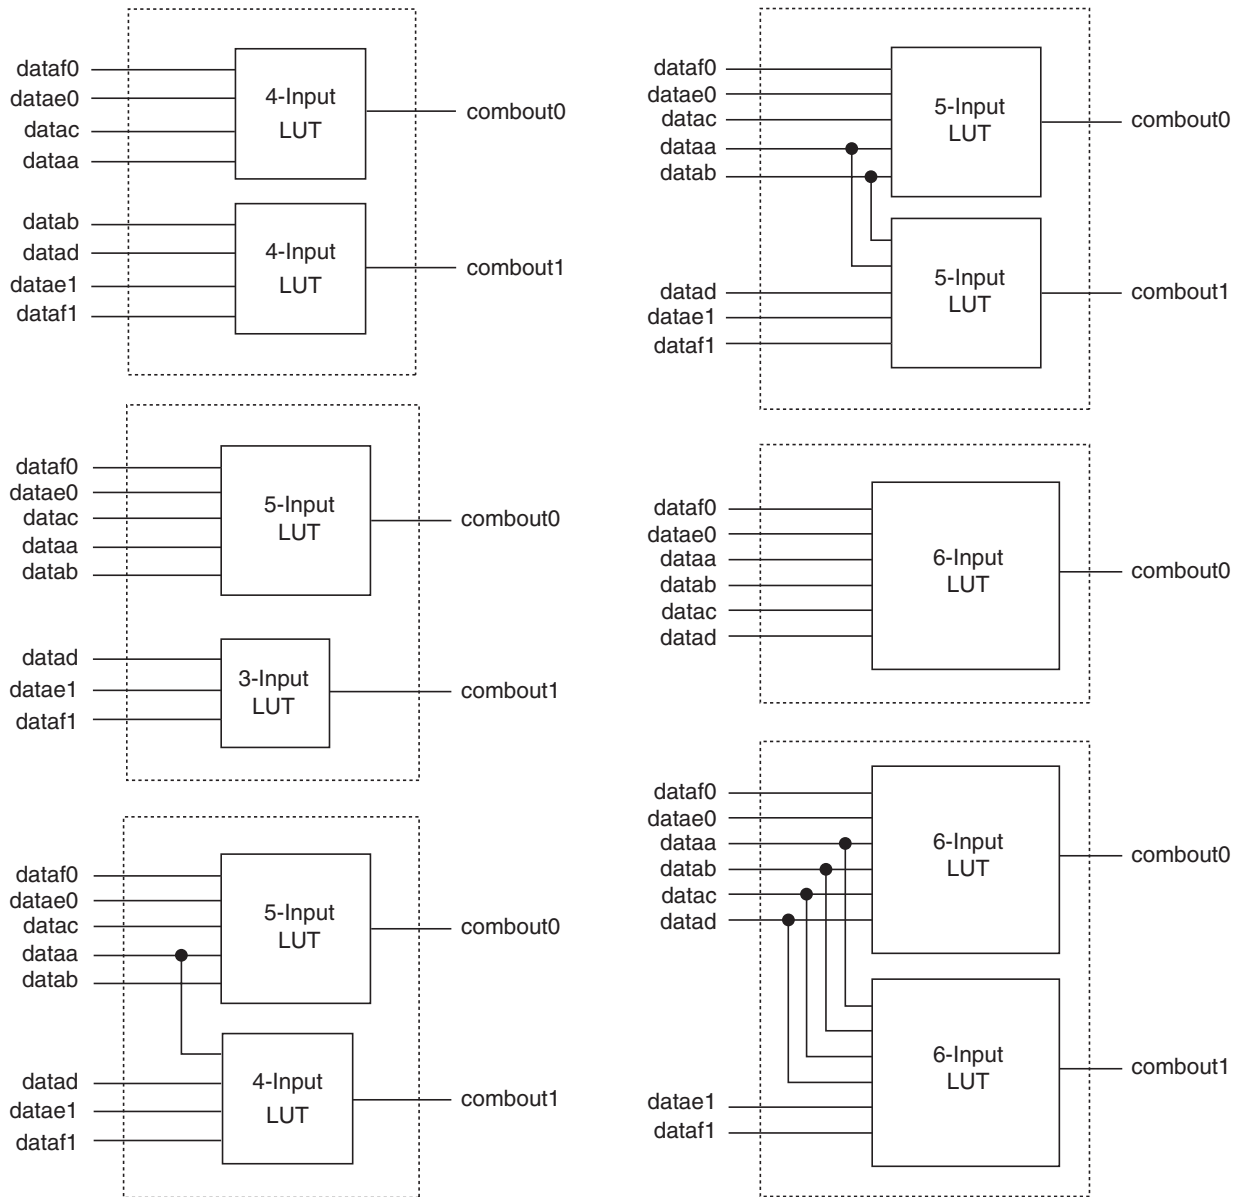 dataf0
datae0
datac
dataa
4-Input
LUT
combout0
datab
datad
datae1
dataf1
4-Input
LUT
combout1
dataf0
datae0
datac
dataa
datab
5-Input
LUT
combout0
datad
datae1
dataf1
3-Input
LUT
combout1
dataf0
datae0
datac
dataa
datab
5-Input
LUT
combout0
datad
datae1
dataf1
4-Input
LUT
combout1
dataf0
datae0
datac
dataa
datab
5-Input
LUT
combout0
datad
datae1
dataf1
5-Input
LUT
combout1
dataf0
datae0
dataa
datab
datac
datad
6-Input
LUT
combout0
dataf0
datae0
dataa
datab
datac
datad
6-Input
LUT
combout0
datae1
dataf1
6-Input
LUT
combout1